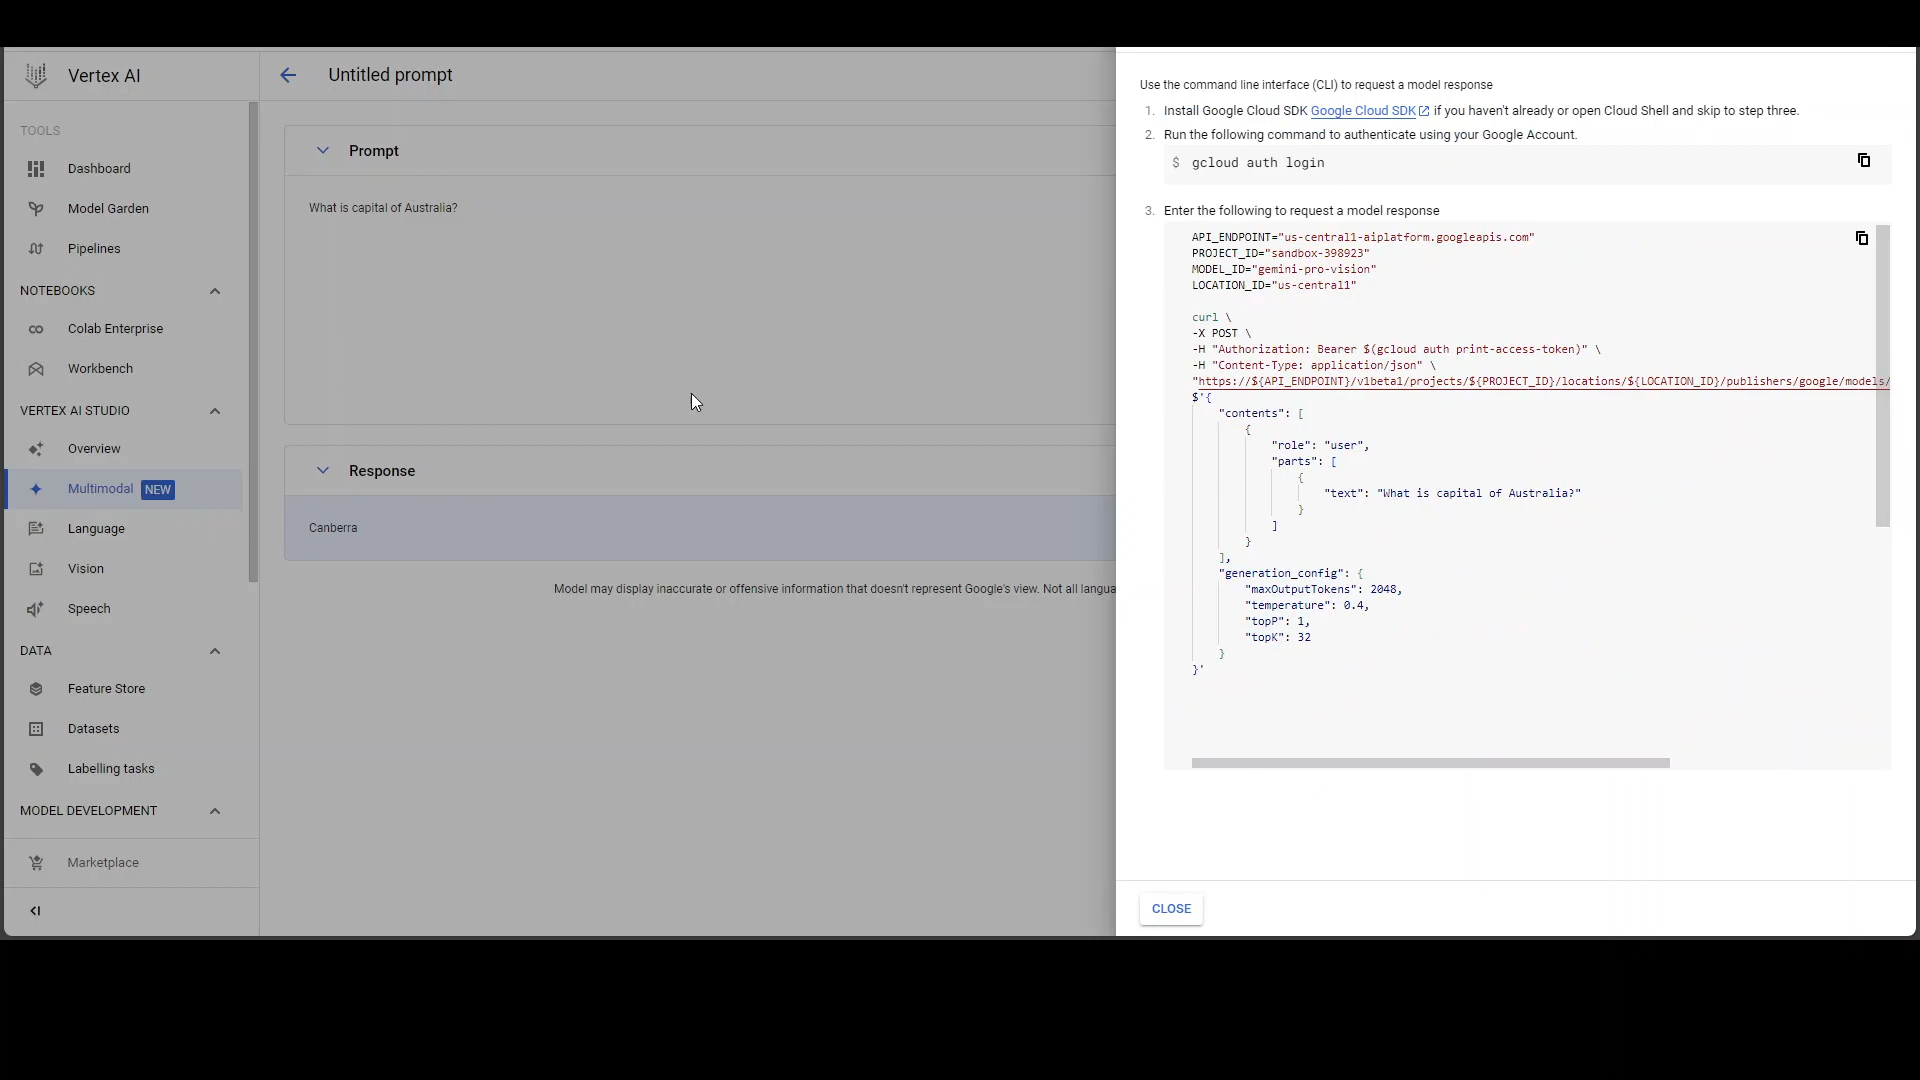 Vertex AI
TOOLS
Dashboard
Model Garden
Pipelines
NOTEBOOKS
Colab Enterprise
Workbench
VERTEX AI STUDIO
Overview
Multimodal NEW
Language
Vision
Speech
DATA
Feature Store
Datasets
Labelling tasks
MODEL DEVELOPMENT
Marketplace
Untitled prompt
Prompt
What is capital of Australia?
Response
Canberra
Model may display inaccurate or offensive information that doesn't represent Google's view. Not all langua
Use the command line interface (CLI) to request a model response
1. Install Google Cloud SDK Google Cloud SDK if you haven't already or open Cloud Shell and skip to step three.
2. Run the following command to authenticate using your Google Account.
$ gcloud auth login
3. Enter the following to request a model response
API_ENDPOINT="us-central1-aiplatform.googleapis.com"
PROJECT_ID="sandbox-398923"
MODEL_ID="gemini-pro-vision"
LOCATION_ID="us-central1"
curl \
-X POST \
-H "Authorization: Bearer $(gcloud auth print-access-token)" \
-H "Content-Type: application/json" \
"https://${API_ENDPOINT}/v1beta1/projects/${PROJECT_ID}/locations/${LOCATION_ID}/publishers/google/models/
$'{
"contents": [
{
"role": "user",
"parts": [
{
"text": "What is capital of Australia?"
}
]
}
],
"generation_config": {
"maxOutputTokens": 2048,
"temperature": 0.4,
"topP": 1,
"topK": 32
}
}'
CLOSE